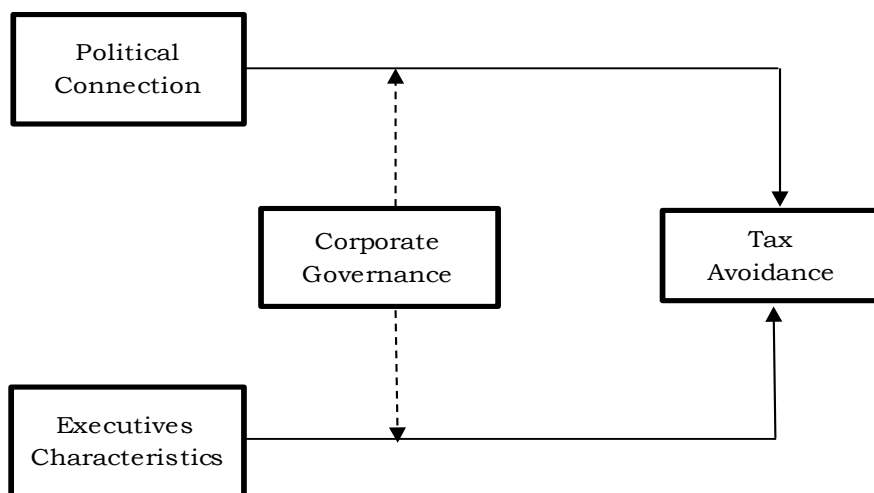 Political
Connection
Corporate
Governance
Tax
Avoidance
Executives
Characteristics